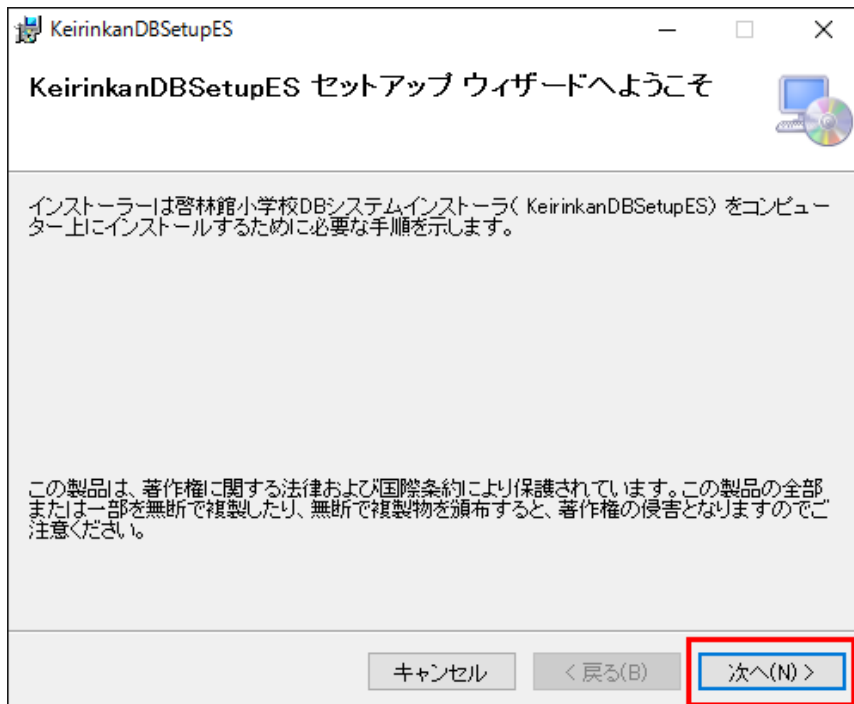 KeirinkanDBSetupES
KeirinkanDBSetupES セットアップ ウィザードへようこそ
インストーラーは啓林館小学校DBシステムインストーラ( KeirinkanDBSetupES) をコンピュー
ター上にインストールするために必要な手順を示します。
この製品は、著作権に関する法律および国際条約により保護されています。この製品の全部
または一部を無断で複製したり、無断で複製物を頒布すると、著作権の侵害となりますのでご
注意ください。
キャンセル
< 戻る(B)
次へ(N) >